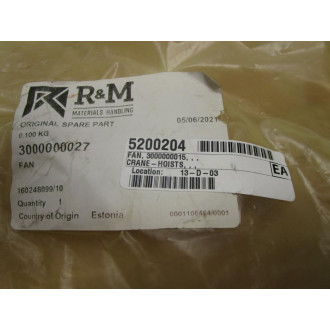 R&M
MATERIALS HANDLING
ORIGINAL SPARE PART
05/06/2021
0.100 KG
3000000027
FAN
160248099/10
Quantity 1
Country of Origin Estonia
0001106464/0001
5200204
FAN, 3000000015...
CRANE-HOISTS...
Location: 13-D-03
EA